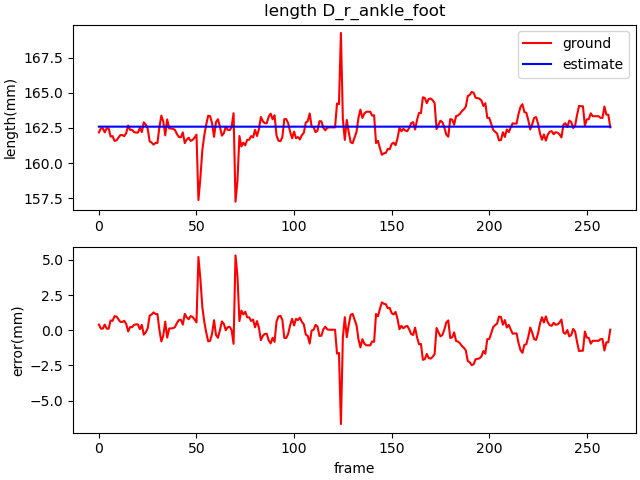 length D_r_ankle_foot
length(mm)
167.5
165.0
162.5
160.0
157.5
ground
estimate
0 50 100 150 200 250
error(mm)
5.0
2.5
0.0
−2.5
−5.0
0 50 100 150 200 250
frame